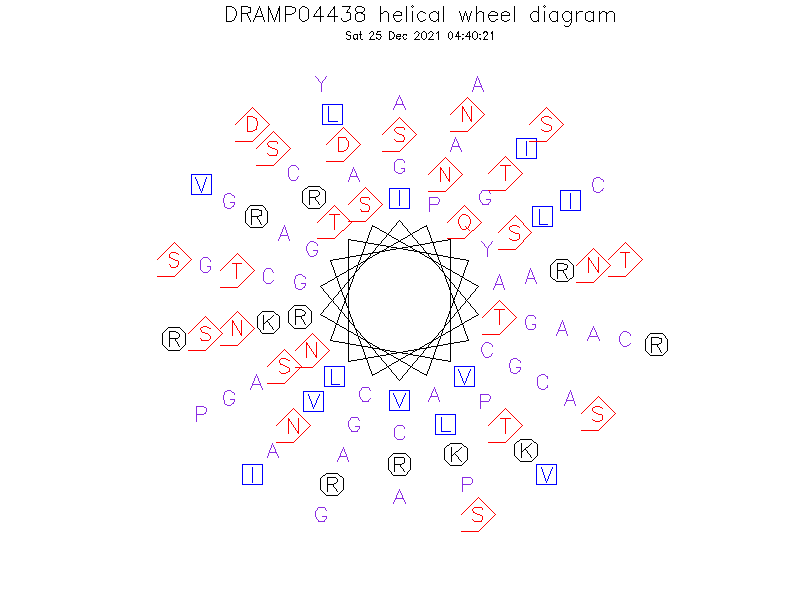 DRAMP04438 helical wheel diagram
Sat 25 Dec 2021 04:40:21
Y A
A
L N
D S
S
D A
S I
G
C A N T
V C
G R I G I
S P
R L
T Q
A S
G Y
S G N T
T R
C A
G A
R T
K G
N A
S A
R C R
N C
S G
L V
A C
C A
G V V P A
P S
N G L T
C
A A K K
R
I V
R P
A
G S